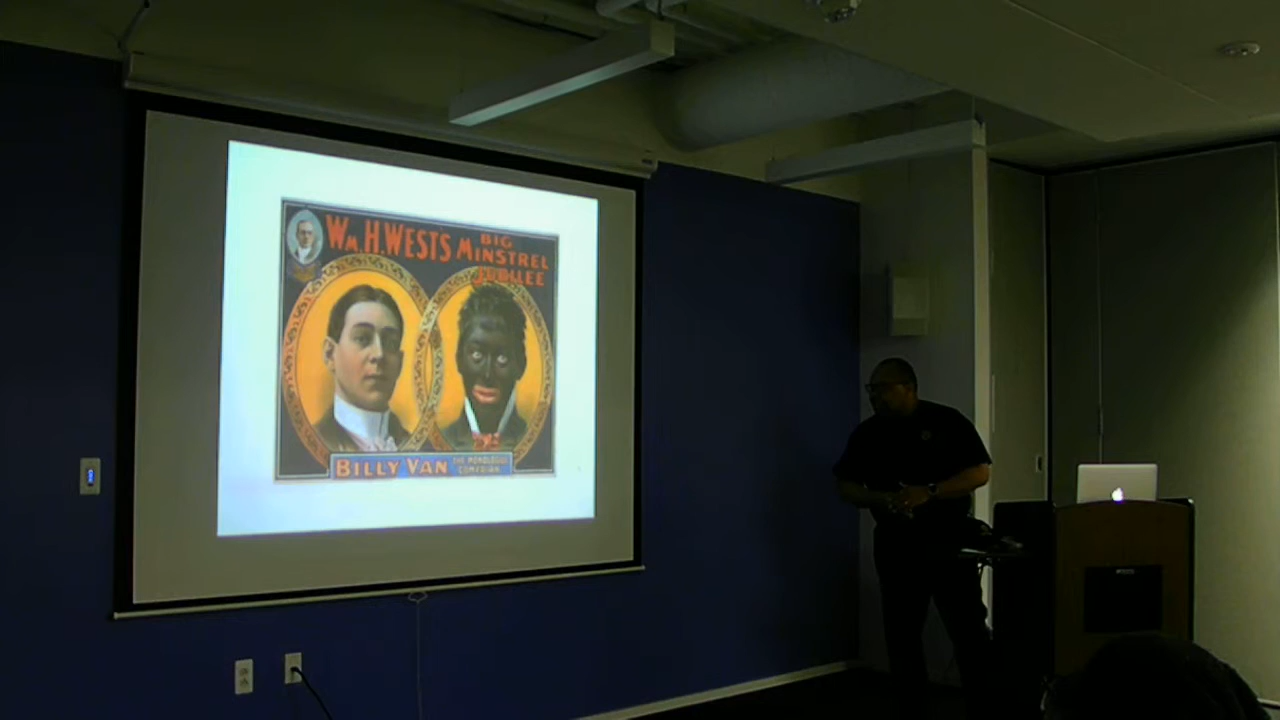 WM. H. WEST'S
BIG
MINSTREL
JUBILEE
BILLY VAN
THE MONOLOGUE
COMEDIAN